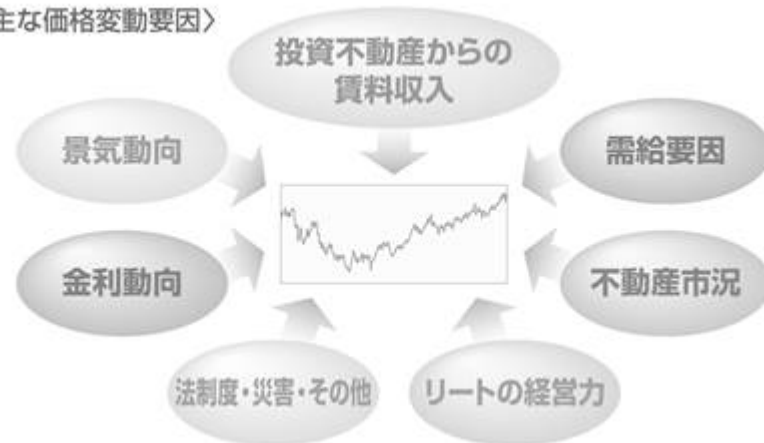 主な価格変動要因〉
投資不動産からの
賃料収入
景気動向
需給要因
金利動向
不動産市況
法制度・災害・その他
リートの経営力